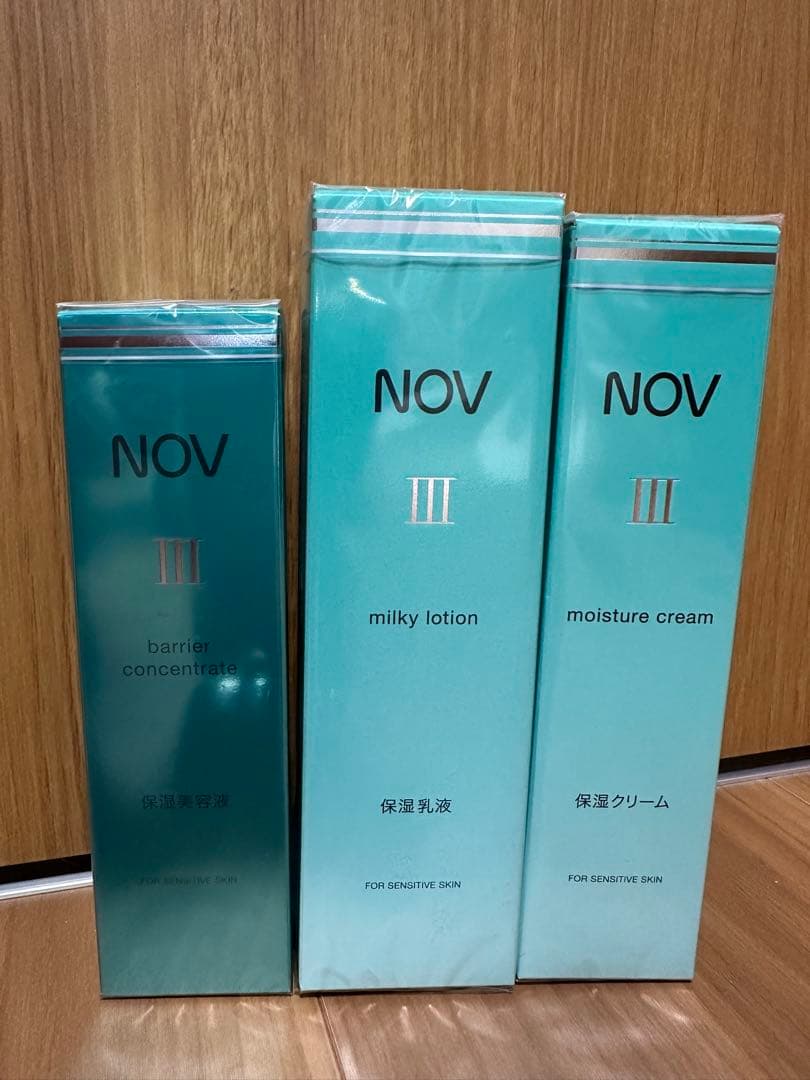 NOV
III
barrier
concentrate
保湿美容液
FOR SENSITIVE SKIN
NOV
III
milky lotion
保湿乳液
FOR SENSITIVE SKIN
NOV
III
moisture cream
保湿クリーム
FOR SENSITIVE SKIN